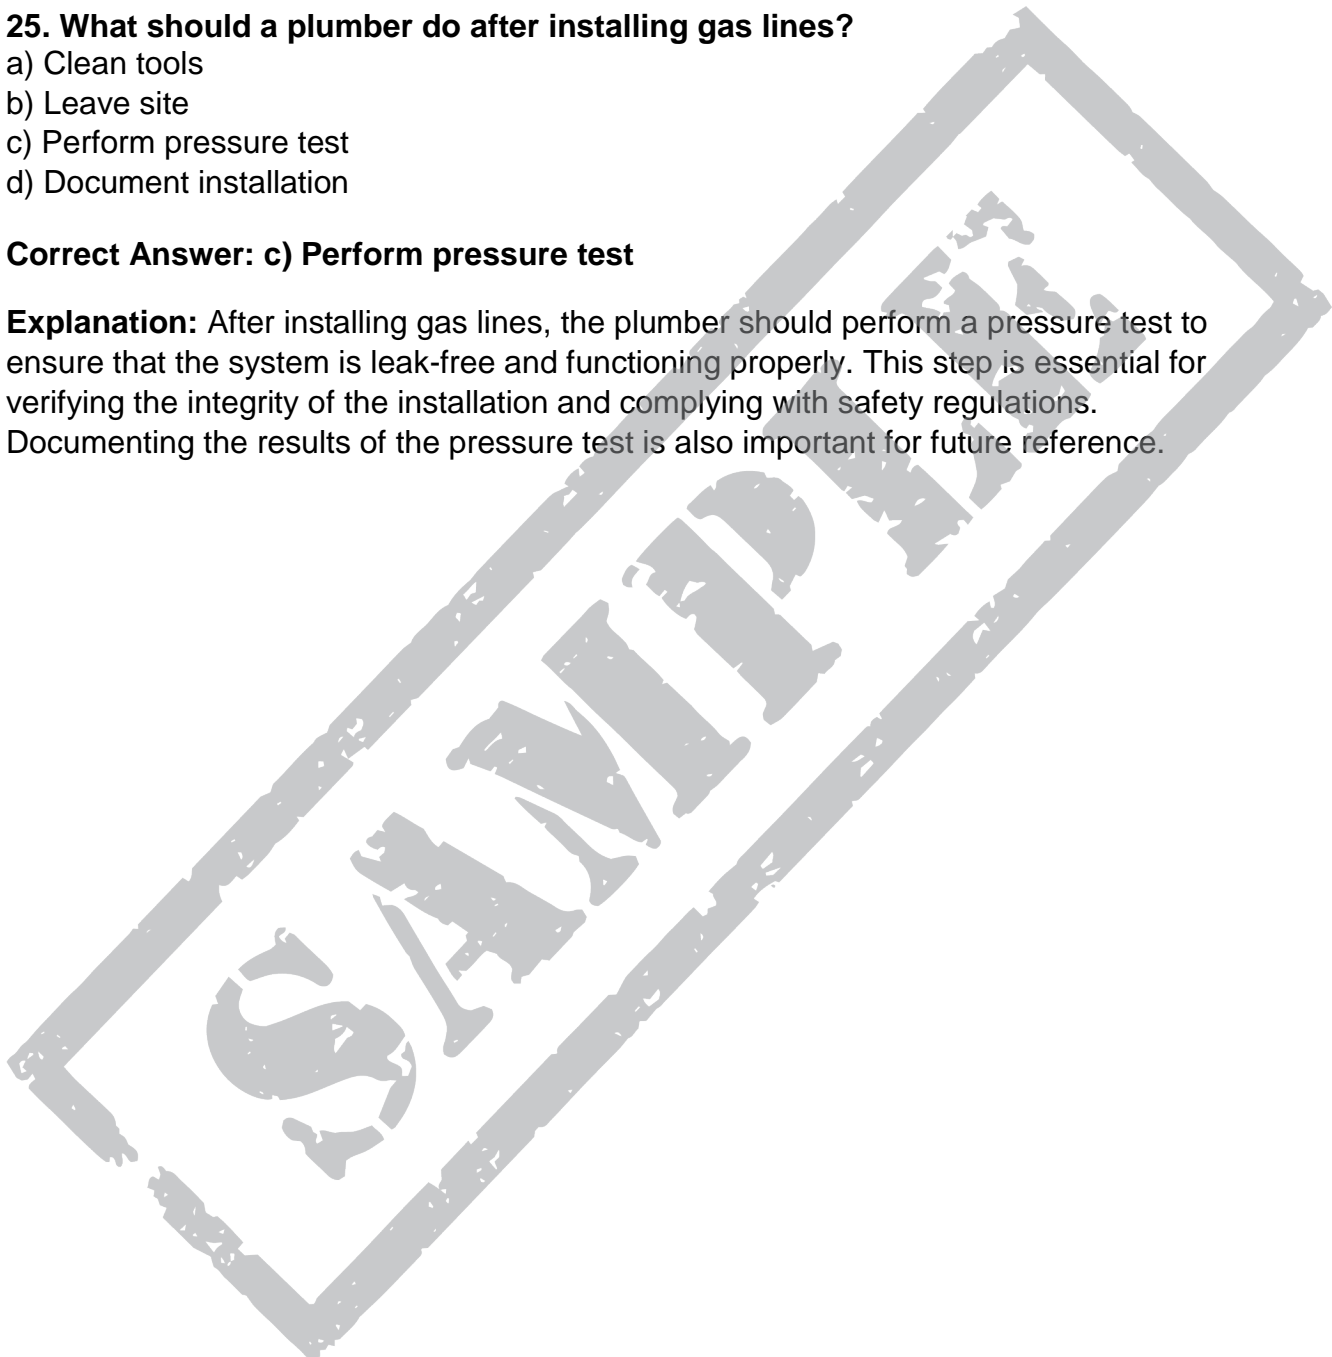 25. What should a plumber do after installing gas lines?
a) Clean tools
b) Leave site
c) Perform pressure test
d) Document installation
Correct Answer: c) Perform pressure test
Explanation: After installing gas lines, the plumber should perform a pressure test to
ensure that the system is leak-free and functioning properly. This step is essential for
verifying the integrity of the installation and complying with safety regulations.
Documenting the results of the pressure test is also important for future reference.
SAMPLE